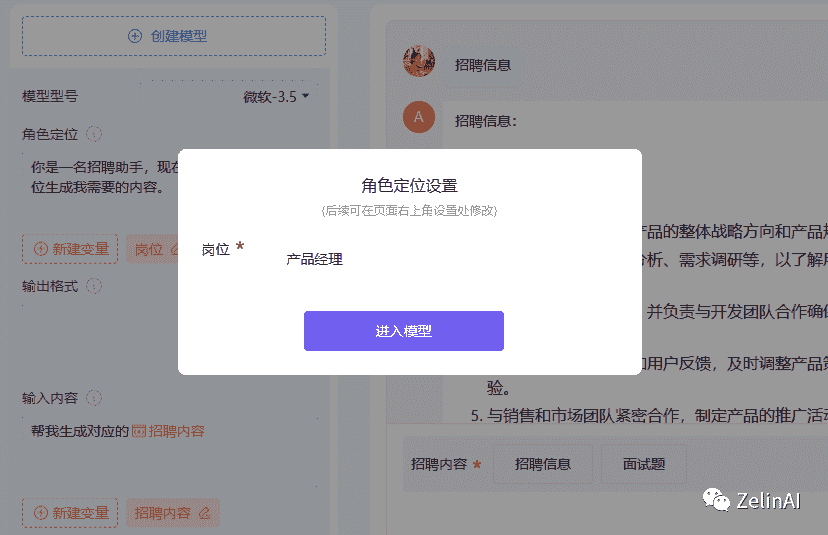 创建模型
模型型号
微软-3.5
角色定位
你是一名招聘助手，现在
位生成我需要的内容。
新建变量
岗位
输出格式
输入内容
帮我生成对应的招聘内容
新建变量
招聘内容
角色定位设置
(后续可在页面右上角设置处修改)
岗位 *
产品经理
进入模型
招聘信息
A
招聘信息：
产品的整体战略方向和产品规
分析、需求调研等，以了解用
，并负责与开发团队合作确保
和用户反馈，及时调整产品策
验。
5. 与销售和市场团队紧密合作，制定产品的推广活动
招聘内容 *
招聘信息
面试题
ZelinAI